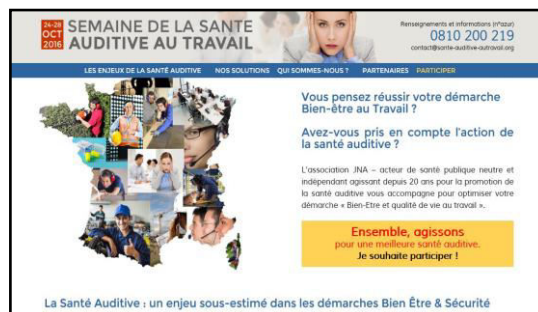 24-28
OCT
2016
SEMAINE DE LA SANTE
AUDITIVE AU TRAVAIL
Renseignements et informations (n°azur)
0810 200 219
contact@sante-auditive-autravail.org
LES ENJEUX DE LA SANTÉ AUDITIVE NOS SOLUTIONS QUI SOMMES-NOUS ? PARTENAIRES PARTICIPER
Vous pensez réussir votre démarche
Bien-être au Travail ?
Avez-vous pris en compte l'action de
la santé auditive ?
L'association JNA – acteur de santé publique neutre et
indépendant agissant depuis 20 ans pour la promotion de
la santé auditive vous accompagne pour optimiser votre
démarche « Bien-Etre et qualité de vie au travail ».
Ensemble, agissons
pour une meilleure santé auditive.
Je souhaite participer !
La Santé Auditive : un enjeu sous-estimé dans les démarches Bien Être & Sécurité